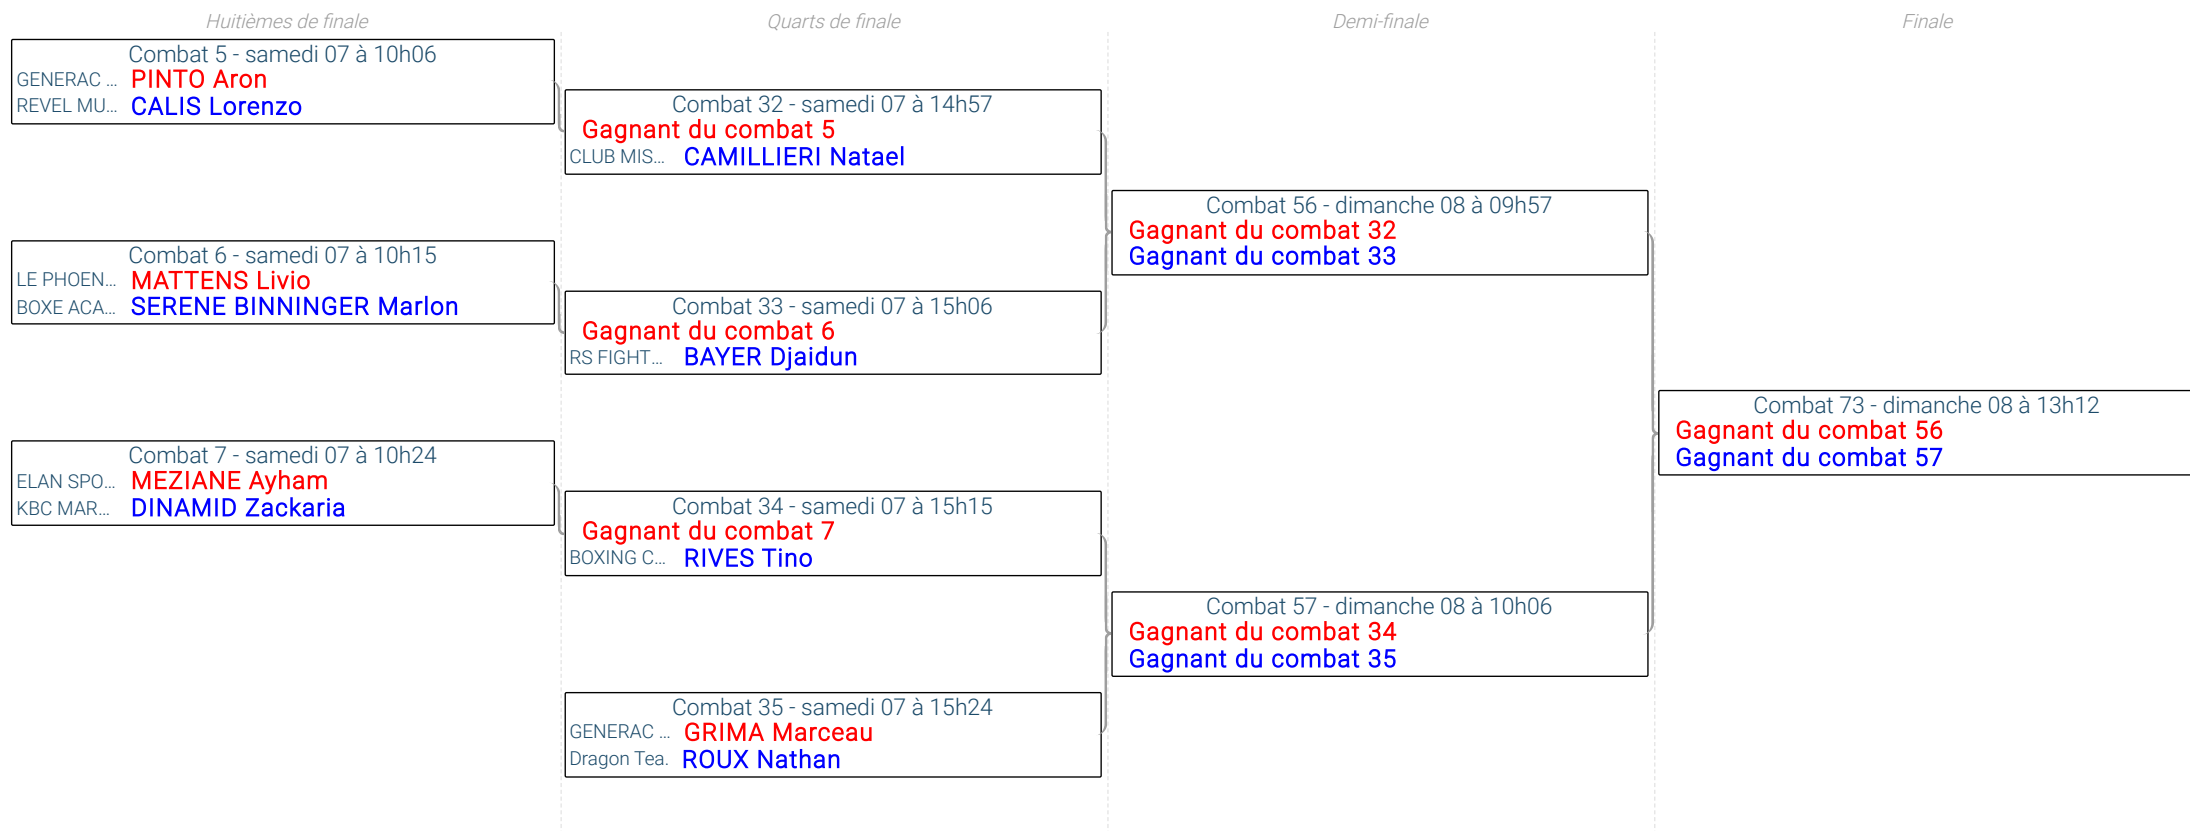 Huitièmes de finale
Quarts de finale
Demi-finale
Finale
Combat 5 - samedi 07 à 10h06
GENERAC ... PINTO Aron
REVEL MU... CALIS Lorenzo
Combat 6 - samedi 07 à 10h15
LE PHOEN... MATTENS Livio
BOXE ACA... SERENE BINNINGER Marlon
Combat 7 - samedi 07 à 10h24
ELAN SPO... MEZIANE Ayham
KBC MAR... DINAMID Zackaria
Combat 32 - samedi 07 à 14h57
Gagnant du combat 5
CLUB MIS... CAMILLIERI Natael
Combat 33 - samedi 07 à 15h06
Gagnant du combat 6
RS FIGHT... BAYER Djaidun
Combat 34 - samedi 07 à 15h15
Gagnant du combat 7
BOXING C... RIVES Tino
Combat 35 - samedi 07 à 15h24
GENERAC ... GRIMA Marceau
Dragon Tea. ROUX Nathan
Combat 56 - dimanche 08 à 09h57
Gagnant du combat 32
Gagnant du combat 33
Combat 57 - dimanche 08 à 10h06
Gagnant du combat 34
Gagnant du combat 35
Combat 73 - dimanche 08 à 13h12
Gagnant du combat 56
Gagnant du combat 57